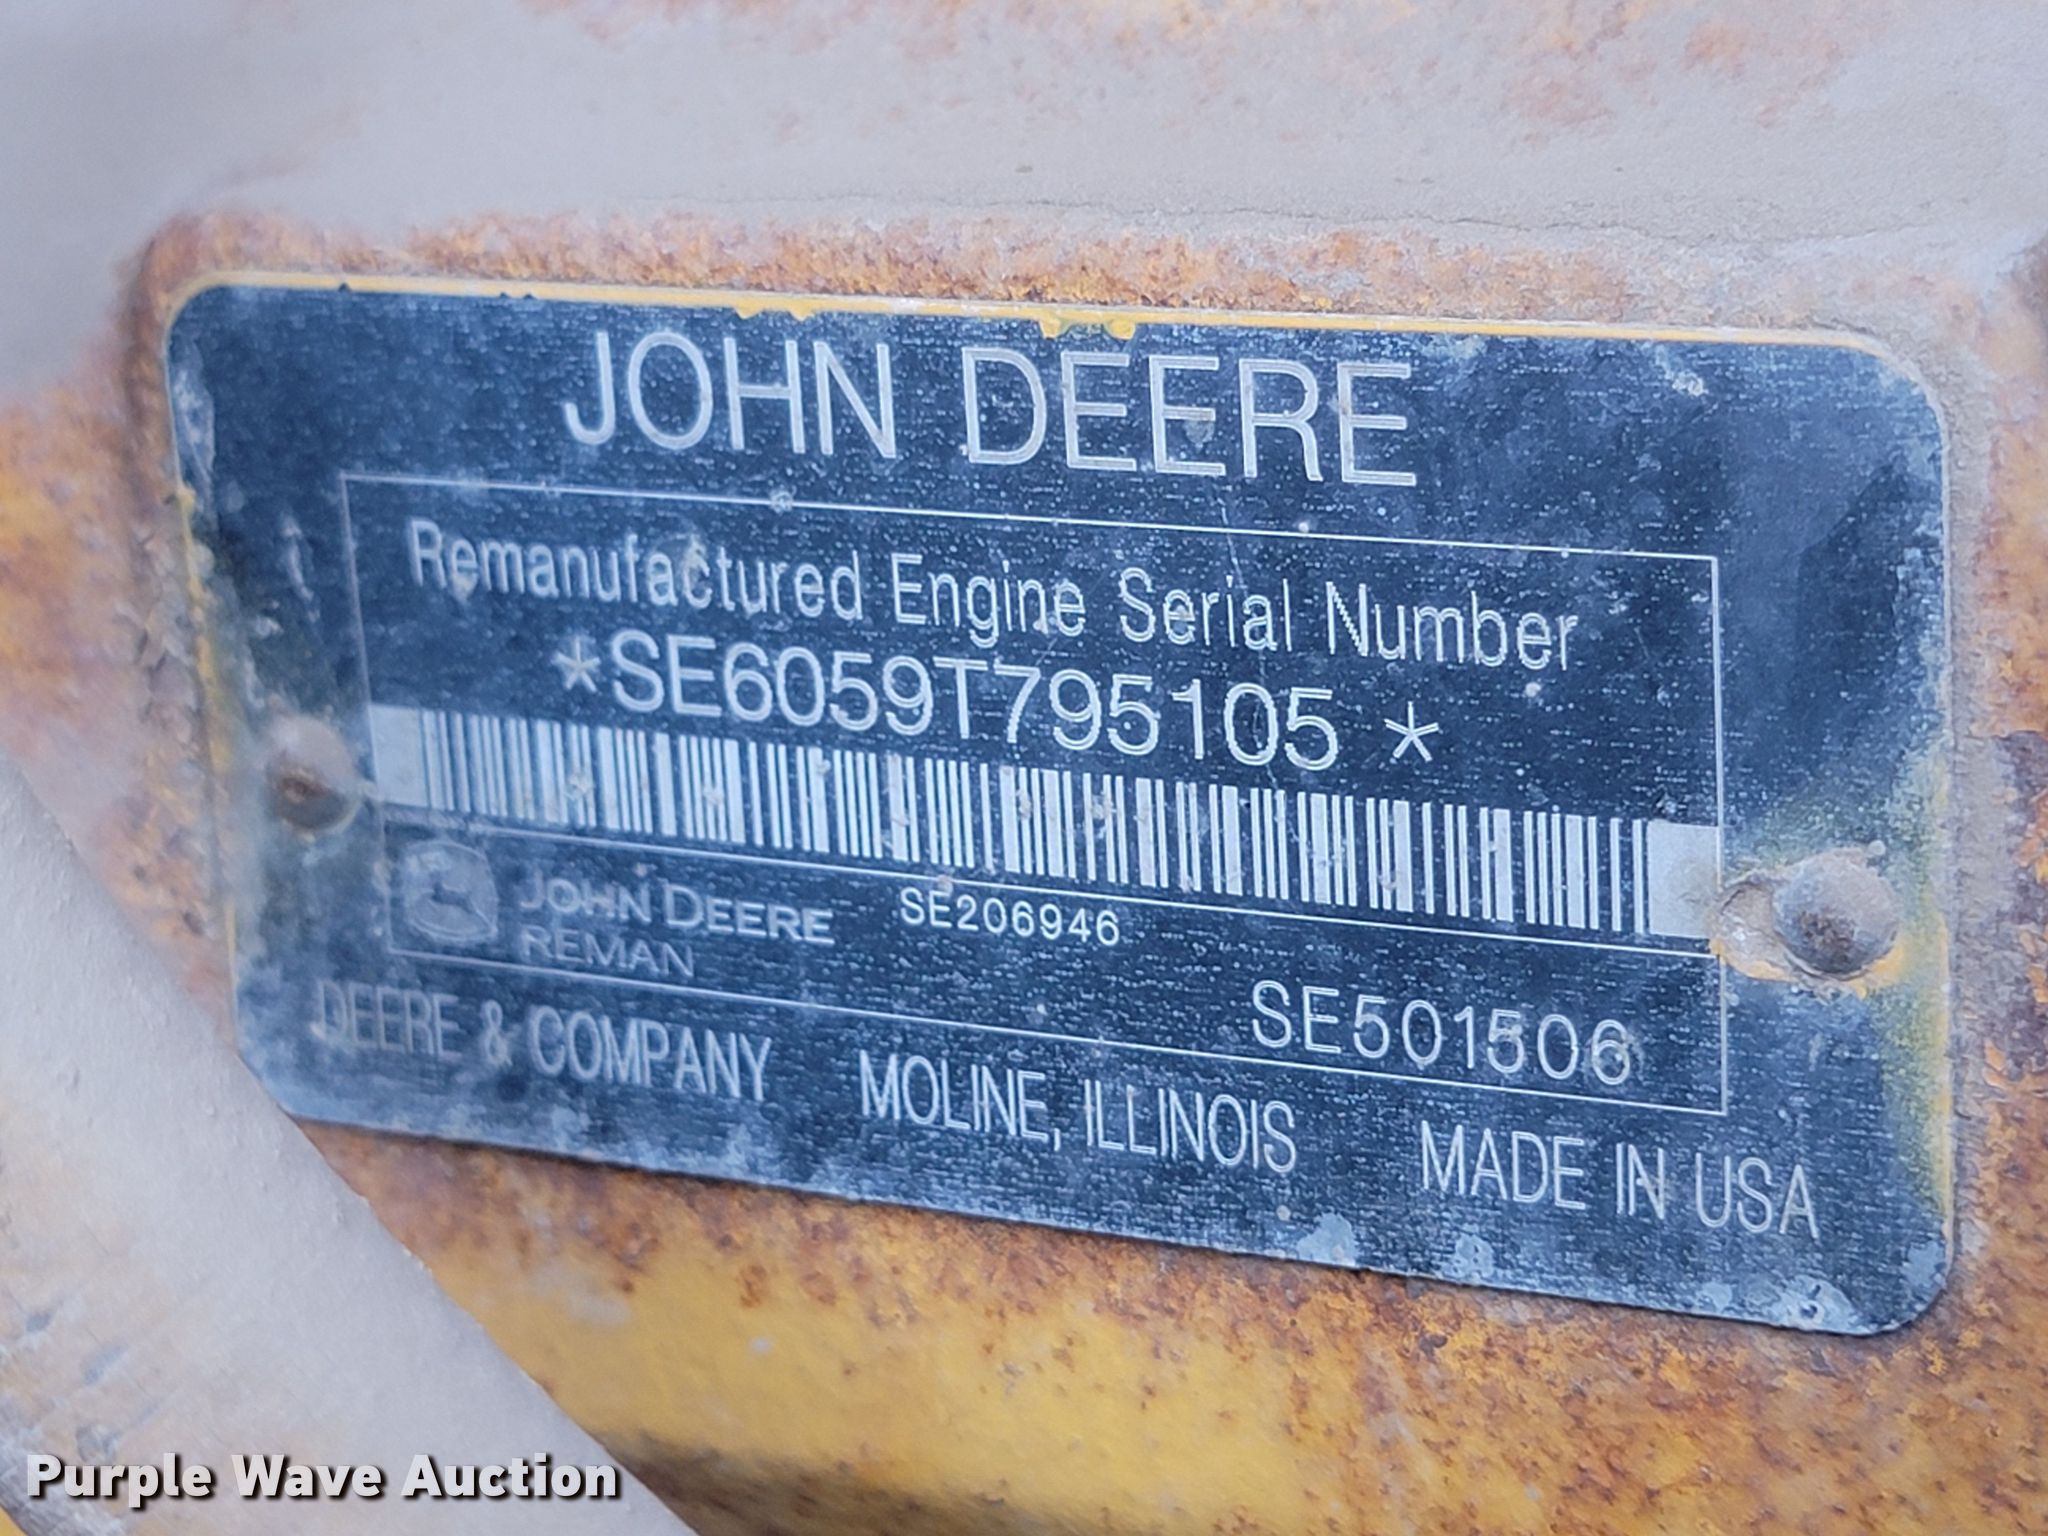 JOHN DEERE
Remanufactured Engine Serial Number
*SE6059T795105 *
JOHN DEERE
REMAN
SE206946
SE501506
DEERE & COMPANY MOLINE, ILLINOIS MADE IN USA
Purple Wave Auction